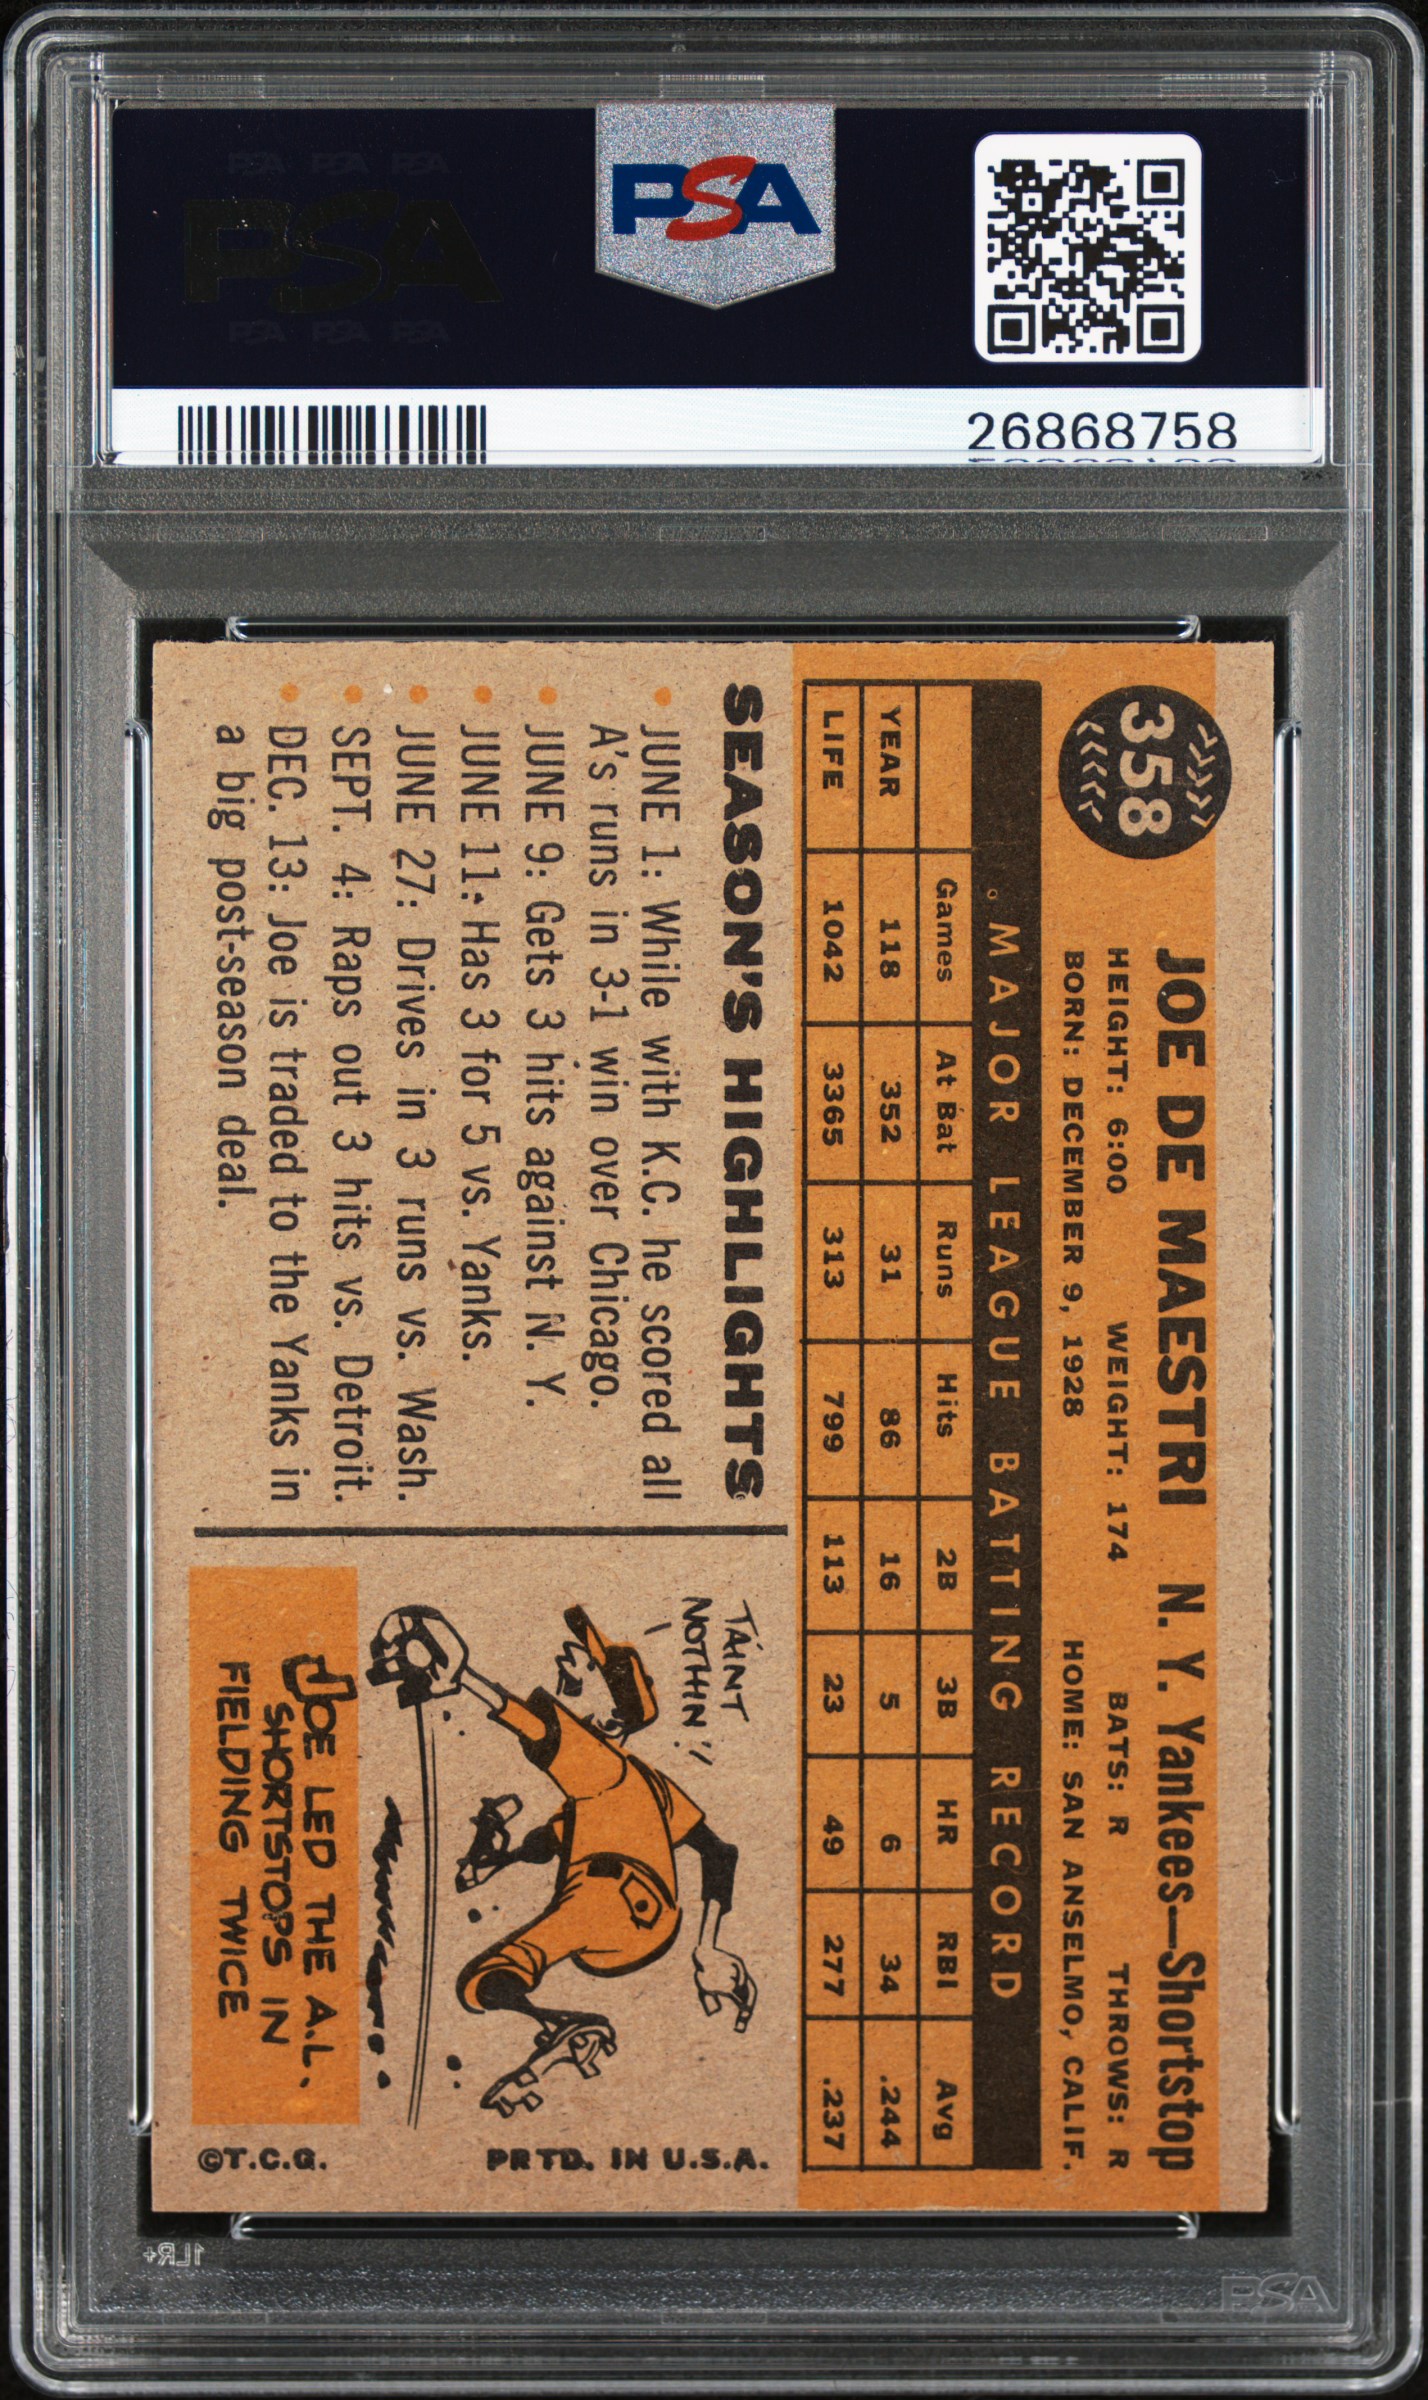 PSA PSA PSA
PSA
PSA PSA PSA
PSA
26868758
358
JOE DE MAESTRI N. Y. Yankees—Shortstop
HEIGHT: 6:00 WEIGHT: 174 BATS: R THROWS: R
BORN: DECEMBER 9, 1928 HOME: SAN ANSELMO, CALIF.
MAJOR LEAGUE BATTING RECORD
Games At Bat Runs Hits 2B 3B HR RBI Avg
YEAR 118 352 31 86 16 5 6 34 .244
LIFE 1042 3365 313 799 113 23 49 277 .237
SEASON'S HIGHLIGHTS
• JUNE 1: While with K.C. he scored all
A's runs in 3-1 win over Chicago.
• JUNE 9: Gets 3 hits against N. Y.
• JUNE 11: Has 3 for 5 vs. Yanks.
• JUNE 27: Drives in 3 runs vs. Wash.
• SEPT. 4: Raps out 3 hits vs. Detroit.
• DEC. 13: Joe is traded to the Yanks in
a big post-season deal.
TAINT
NOTHN'!
JOE LED THE A.L.
SHORTSTOPS IN
FIELDING TWICE
©T.C.G. PRTD. IN U.S.A.
1LR+
PSA